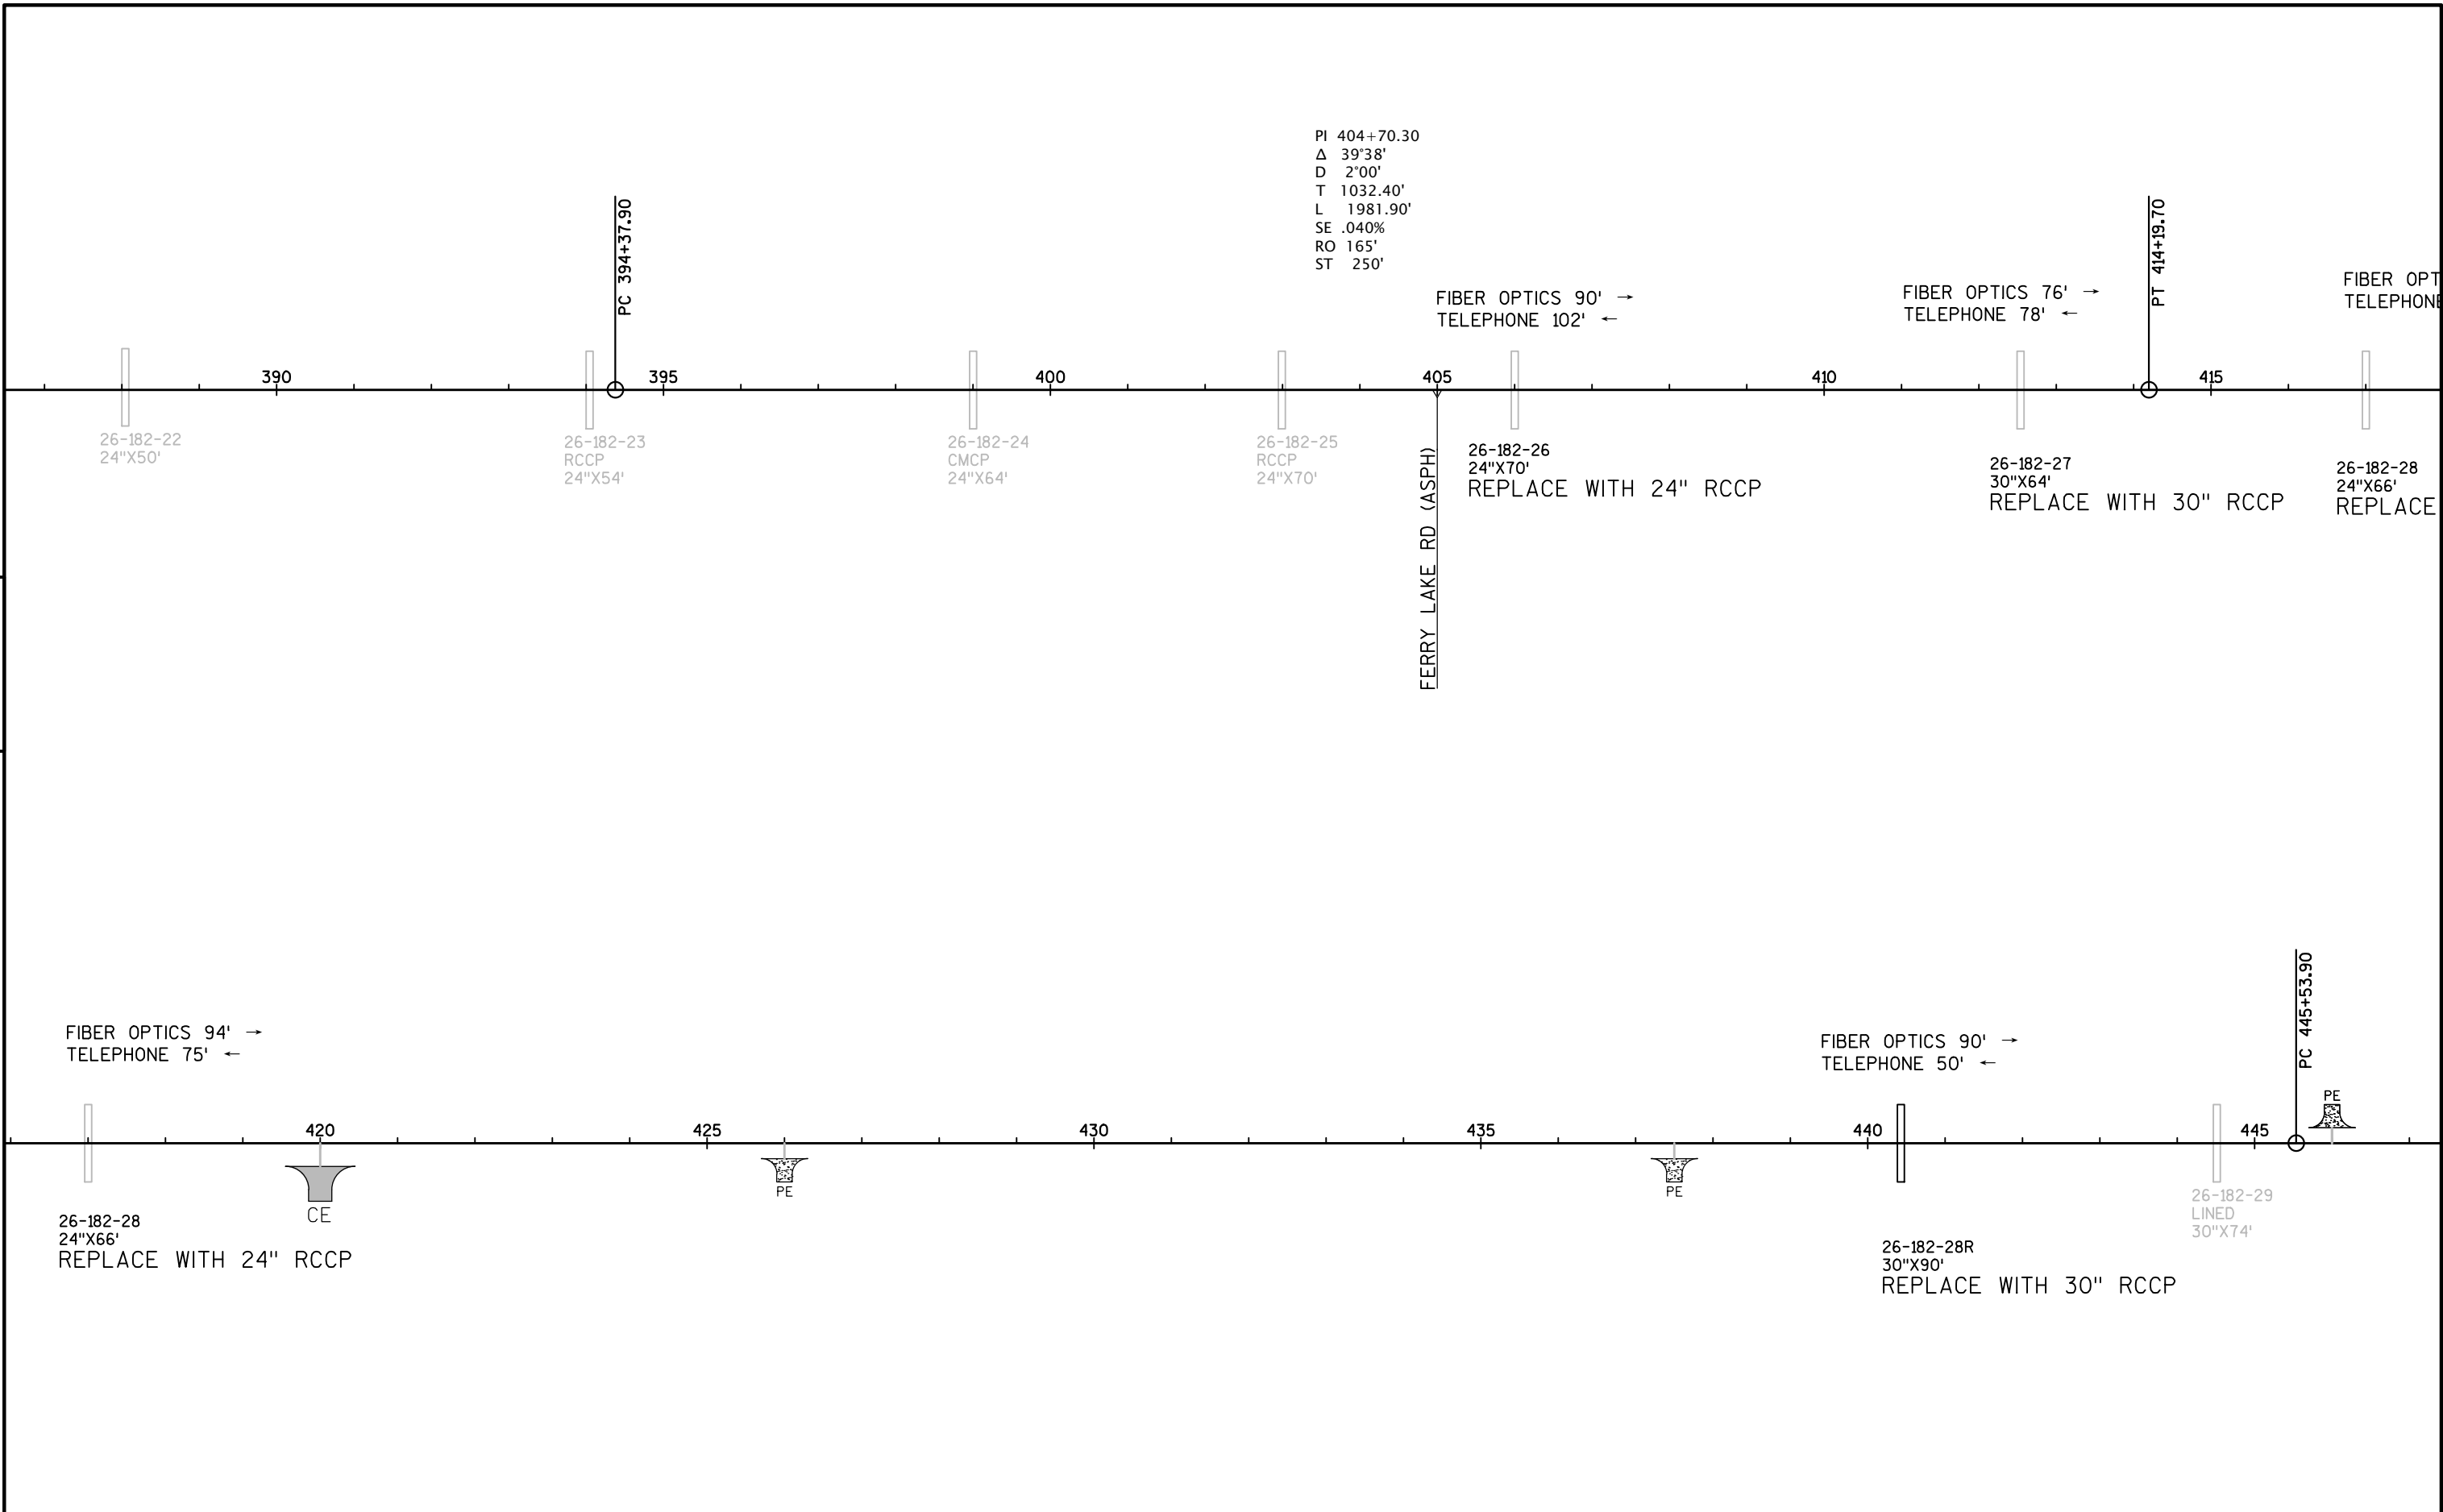 PI 404+70.30
Δ 39°38'
D 2°00'
T 1032.40'
L 1981.90'
SE .040%
RO 165'
ST 250'
PC 394+37.90
PT 414+19.70
FIBER OPTICS 90' →
TELEPHONE 102' ←
FIBER OPTICS 76' →
TELEPHONE 78' ←
FIBER OPT
TELEPHONE
390
395
400
405
410
415
26-182-22
24"X50'
26-182-23
RCCP
24"X54'
26-182-24
CMCP
24"X64'
26-182-25
RCCP
24"X70'
FERRY LAKE RD (ASPH)
26-182-26
24"X70'
REPLACE WITH 24" RCCP
26-182-27
30"X64'
REPLACE WITH 30" RCCP
26-182-28
24"X66'
REPLACE
FIBER OPTICS 94' →
TELEPHONE 75' ←
FIBER OPTICS 90' →
TELEPHONE 50' ←
PC 445+53.90
PE
420
425
430
435
440
445
CE
PE
PE
26-182-28
24"X66'
REPLACE WITH 24" RCCP
26-182-28R
30"X90'
REPLACE WITH 30" RCCP
26-182-29
LINED
30"X74'